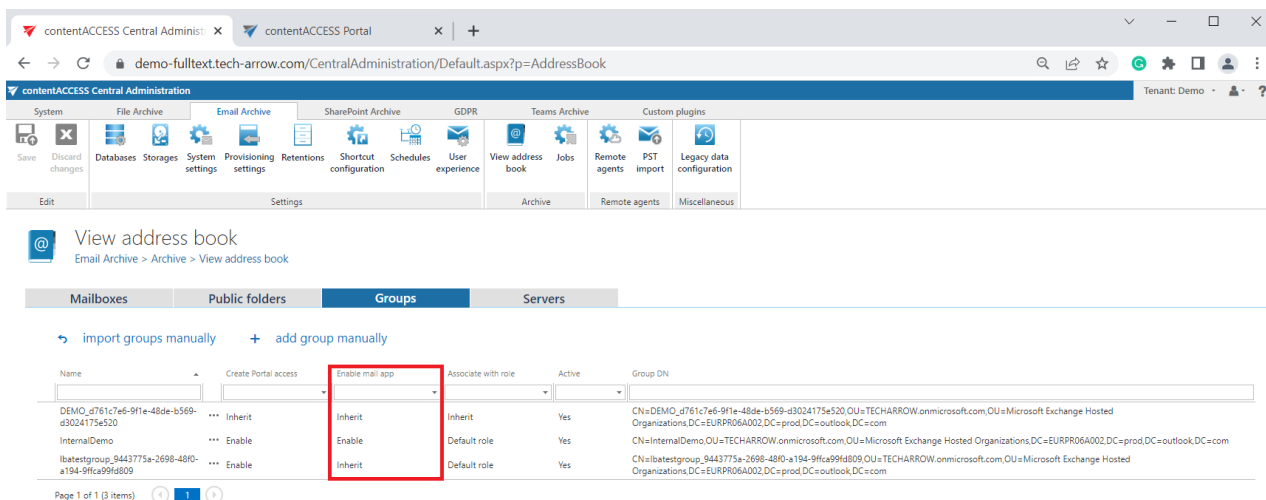 contentACCESS Central Administ
contentACCESS Portal
demo-fulltext.tech-arrow.com/CentralAdministration/Default.aspx?p=AddressBook
contentACCESS Central Administration
Tenant: Demo
?
System File Archive Email Archive SharePoint Archive GDPR Teams Archive Custom plugins
Save Discard changes Databases Storages System settings Provisioning settings Retentions Shortcut configuration Schedules User experience View address book Jobs Remote agents PST import Legacy data configuration
Edit Settings Archive Remote agents Miscellaneous
View address book
Email Archive > Archive > View address book
Mailboxes Public folders Groups Servers
import groups manually + add group manually
Name Create Portal access Enable mail app Associate with role Active Group DN
DEMO_d761c7e6-9f1e-48de-b569-d3024175e520 ••• Inherit Inherit Inherit Yes CN=DEMO_d761c7e6-9f1e-48de-b569-d3024175e520,OU=TECHARROW.onmicrosoft.com,OU=Microsoft Exchange Hosted Organizations,DC=EURPR06A002,DC=prod,DC=outlook,DC=com
InternalDemo ••• Enable Enable Default role Yes CN=InternalDemo,OU=TECHARROW.onmicrosoft.com,OU=Microsoft Exchange Hosted Organizations,DC=EURPR06A002,DC=prod,DC=outlook,DC=com
lbatestgroup_9443775a-2698-48f0-a194-9ffca99fd809 ••• Enable Inherit Default role Yes CN=lbatestgroup_9443775a-2698-48f0-a194-9ffca99fd809,OU=TECHARROW.onmicrosoft.com,OU=Microsoft Exchange Hosted Organizations,DC=EURPR06A002,DC=prod,DC=outlook,DC=com
Page 1 of 1 (3 items) 1